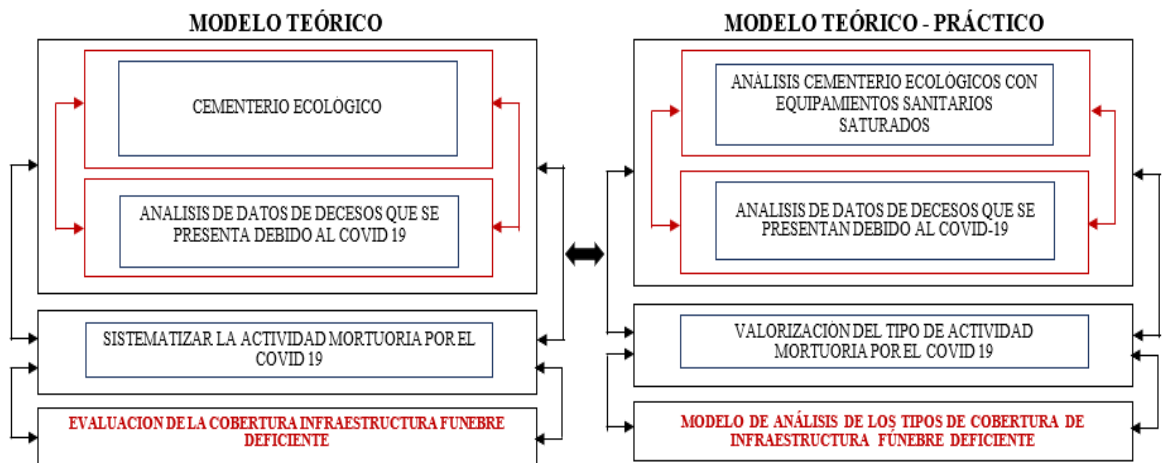 MODELO TEÓRICO
CEMENTERIO ECOLÓGICO
ANALISIS DE DATOS DE DECESOS QUE SE
PRESENTA DEBIDO AL COVID 19
SISTEMATIZAR LA ACTIVIDAD MORTUORIA POR EL
COVID 19
EVALUACION DE LA COBERTURA INFRAESTRUCTURA FUNEBRE
DEFICIENTE
MODELO TEÓRICO - PRÁCTICO
ANÁLISIS CEMENTERIO ECOLÓGICOS CON
EQUIPAMIENTOS SANITARIOS
SATURADOS
ANÁLISIS DE DATOS DE DECESOS QUE SE
PRESENTAN DEBIDO AL COVID-19
VALORIZACIÓN DEL TIPO DE ACTIVIDAD
MORTUORIA POR EL COVID 19
MODELO DE ANÁLISIS DE LOS TIPOS DE COBERTURA DE
INFRAESTRUCTURA FÚNEBRE DEFICIENTE